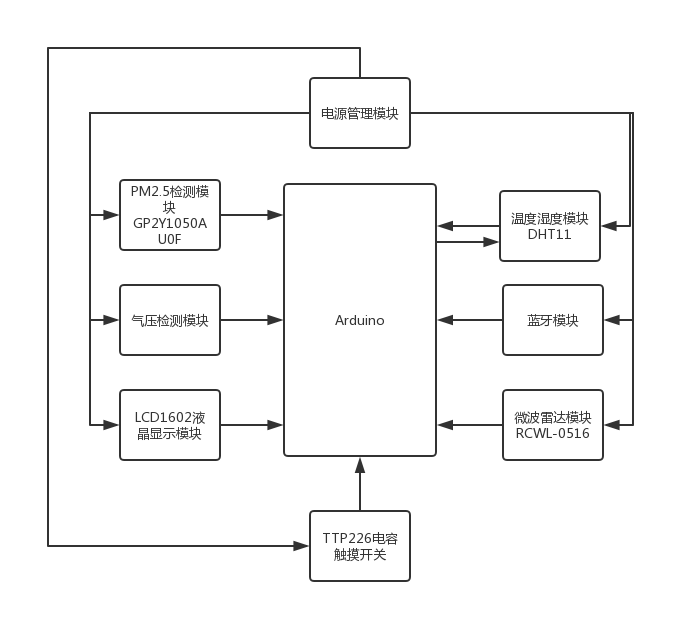 电源管理模块
PM2.5检测模
块
GP2Y1050A
U0F
温度湿度模块
DHT11
气压检测模块
Arduino
蓝牙模块
LCD1602液
晶显示模块
微波雷达模块
RCWL-0516
TTP226电容
触摸开关